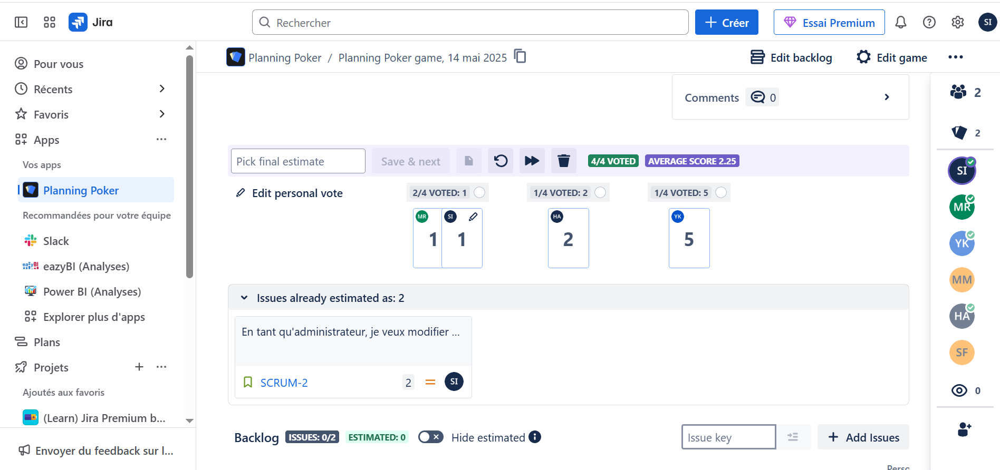 Jira
Rechercher
Créer
Essai Premium
SI
Pour vous
Récents
Favoris
Apps
Vos apps
Planning Poker
Recommandées pour votre équipe
Slack
eazyBI
eazyBI (Analyses)
Power BI (Analyses)
Explorer plus d'apps
Plans
Projets
Ajoutés aux favoris
(Learn) Jira Premium b...
Envoyer du feedback sur l...
Planning Poker / Planning Poker game, 14 mai 2025
Edit backlog
Edit game
Comments 0
Pick final estimate
Save & next
4/4 VOTED
AVERAGE SCORE 2.25
Edit personal vote
2/4 VOTED: 1
1/4 VOTED: 2
1/4 VOTED: 5
MR
1
SI
1
HA
2
YK
5
Issues already estimated as: 2
En tant qu'administrateur, je veux modifier ...
SCRUM-2
2
SI
Backlog
ISSUES: 0/2
ESTIMATED: 0
Hide estimated
Issue key
Add Issues
Perso
2
2
SI
MR
YK
MM
HA
SF
0